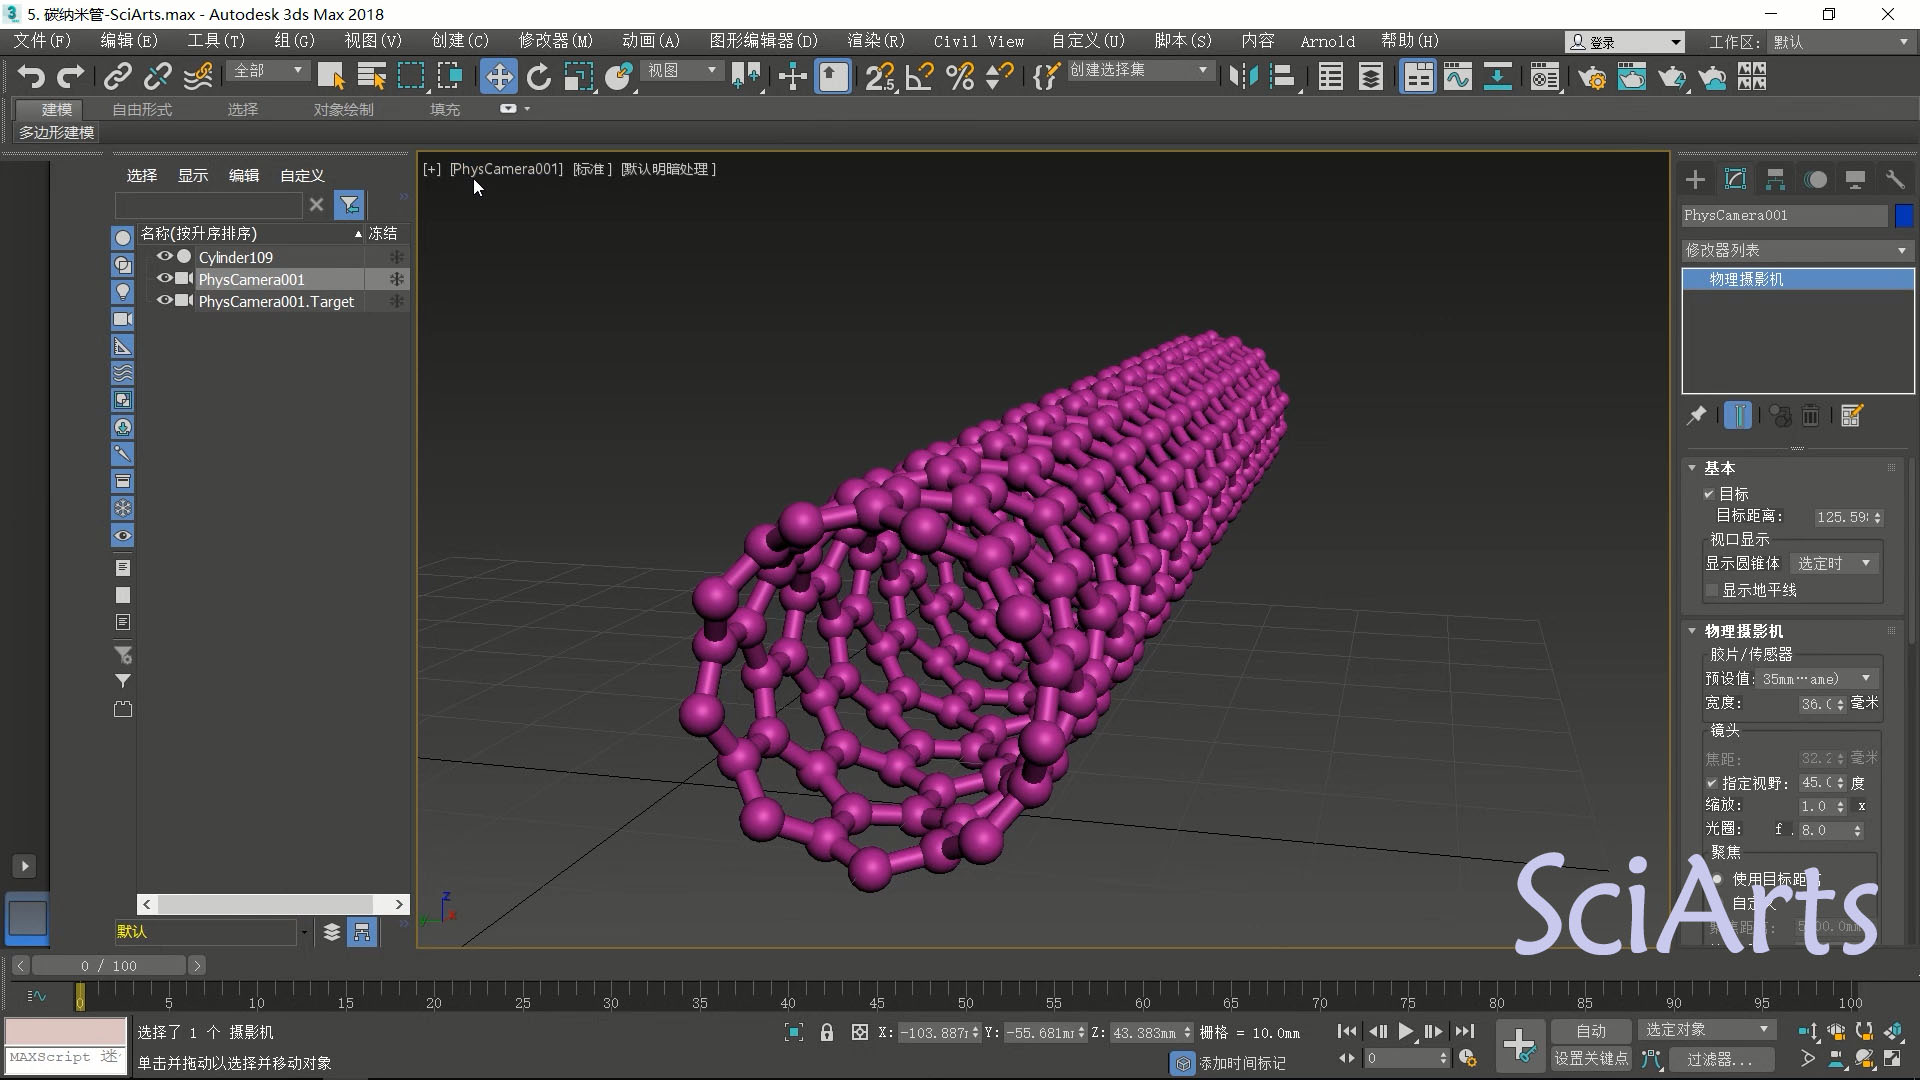 5. 碳纳米管-SciArts.max - Autodesk 3ds Max 2018
文件(F) 编辑(E) 工具(T) 组(G) 视图(V) 创建(C) 修改器(M) 动画(A) 图形编辑器(D) 渲染(R) Civil View 自定义(U) 脚本(S) 内容 Arnold 帮助(H) 登录 工作区: 默认
全部 视图 创建选择集
建模 自由形式 选择 对象绘制 填充
多边形建模
选择 显示 编辑 自定义
名称(按升序排序) 冻结
Cylinder109
PhysCamera001
PhysCamera001.Target
默认
[+] [PhysCamera001] [标准] [默认明暗处理]
z
x
y
PhysCamera001
修改器列表
物理摄影机
基本
目标
目标距离: 125.59
视口显示
显示圆锥体 选定时
显示地平线
物理摄影机
胶片/传感器
预设值: 35mm…ame)
宽度: 36. 毫米
镜头
焦距: 32.2 毫米
指定视野: 45. 度
缩放: 1.0 x
光圈: f 8.0
聚焦
使用目标距离
SciArts
0 / 100
0 5 10 15 20 25 30 35 40 45 50 55 60 65 70 75 80 85 90 95 100
选择了 1 个 摄影机
X: -103.887 Y: -55.681m Z: 43.383mm 栅格 = 10.0mm
自动 选定对象
MAXScript 迷
单击并拖动以选择并移动对象
添加时间标记
0
设置关键点 过滤器...